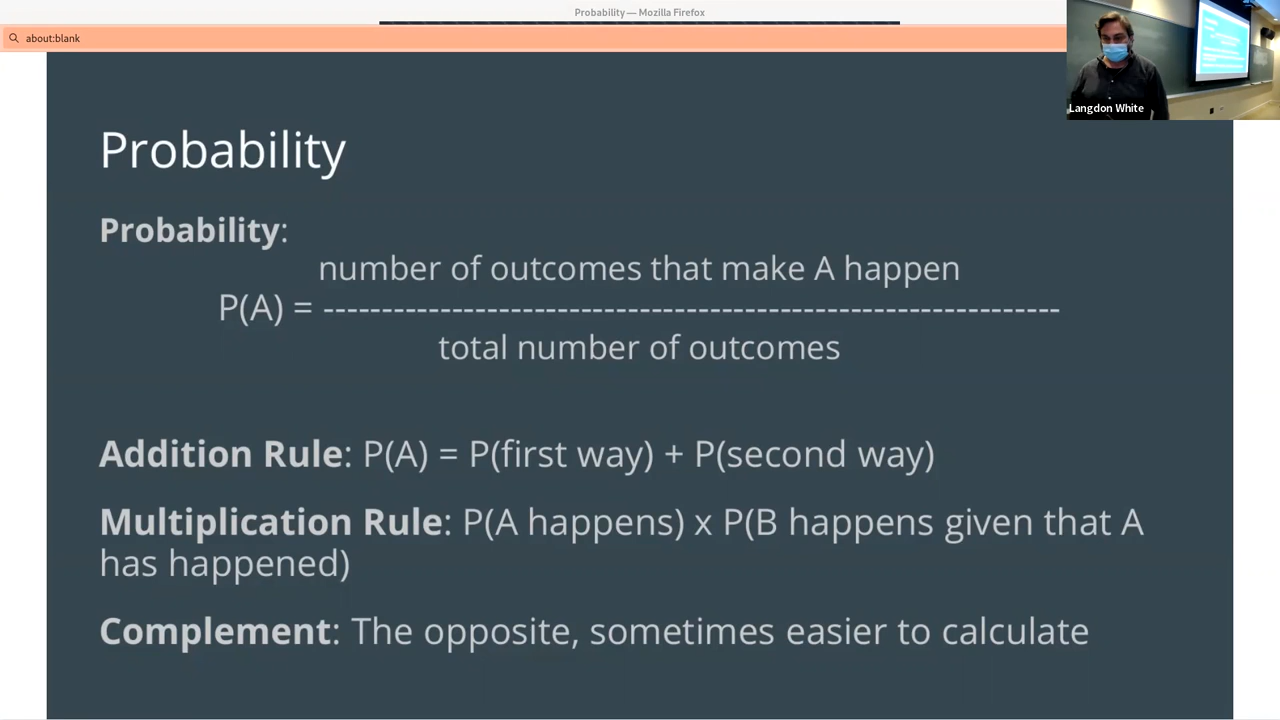 Probability — Mozilla Firefox
about:blank
Langdon White
Probability
Probability:
number of outcomes that make A happen
P(A) = ---------------------------------------------------------------
total number of outcomes
Addition Rule: P(A) = P(first way) + P(second way)
Multiplication Rule: P(A happens) x P(B happens given that A
has happened)
Complement: The opposite, sometimes easier to calculate